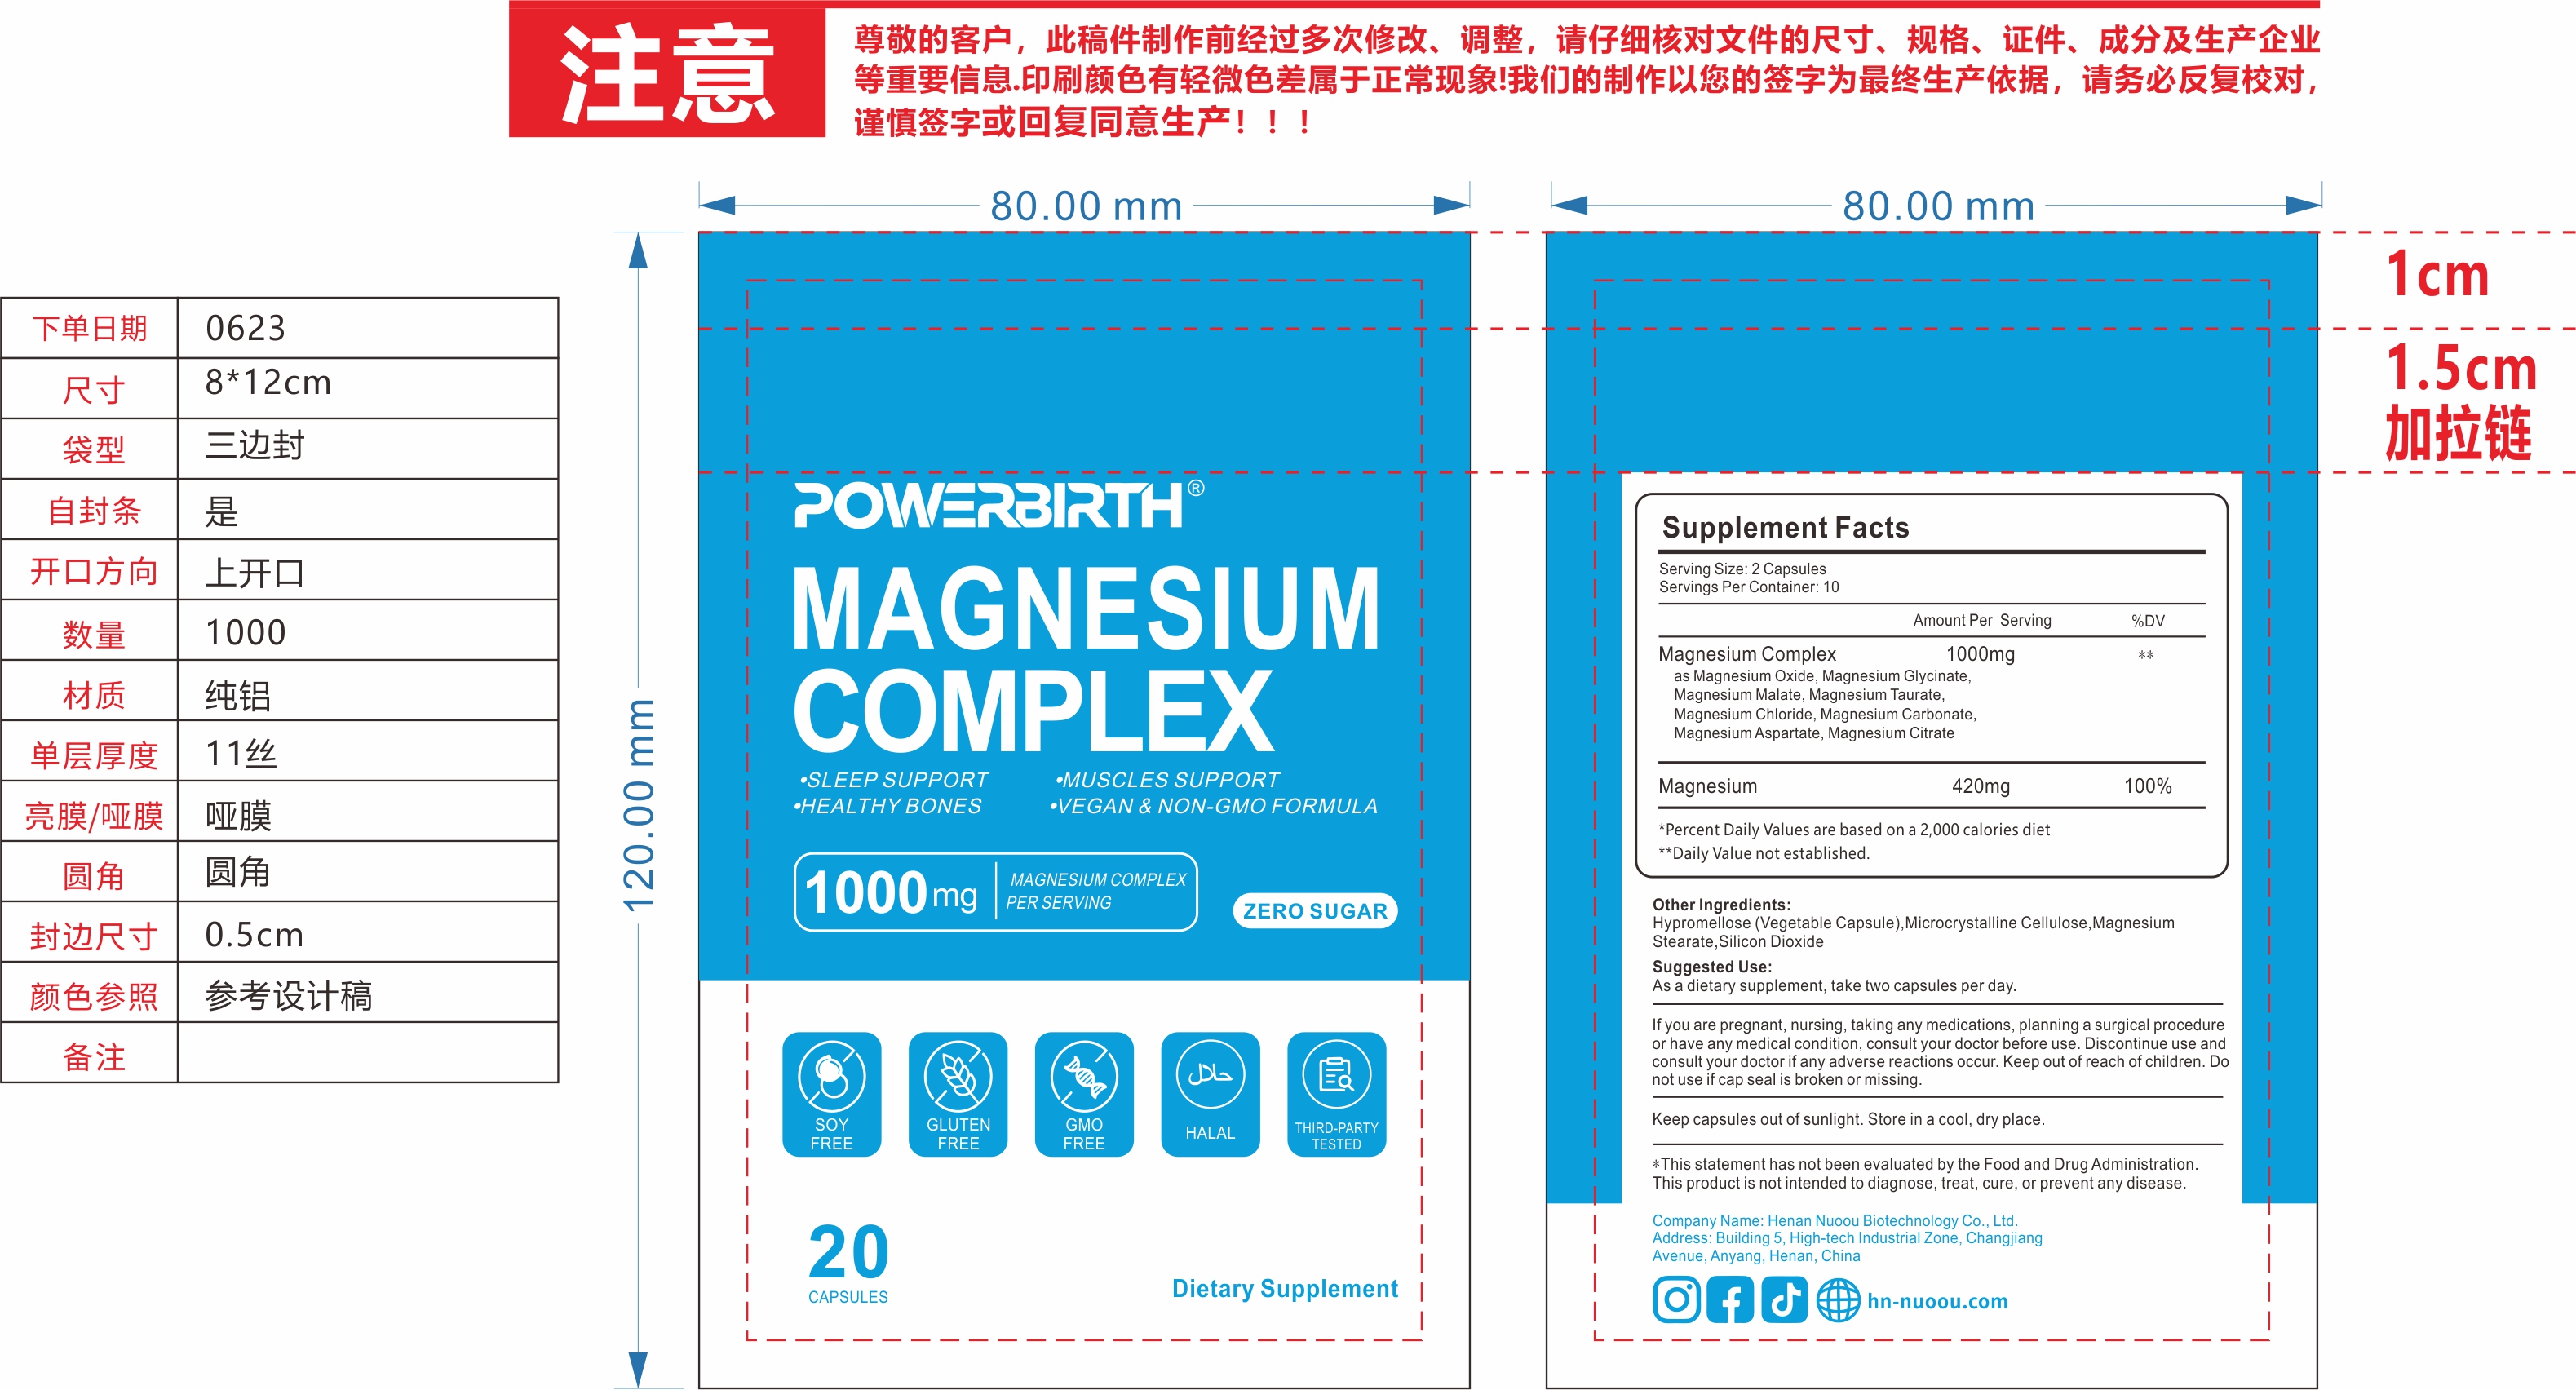 注意
尊敬的客户，此稿件制作前经过多次修改、调整，请仔细核对文件的尺寸、规格、证件、成分及生产企业
等重要信息.印刷颜色有轻微色差属于正常现象!我们的制作以您的签字为最终生产依据，请务必反复校对，
谨慎签字或回复同意生产！！！
下单日期 0623
尺寸 8*12cm
袋型 三边封
自封条 是
开口方向 上开口
数量 1000
材质 纯铝
单层厚度 11丝
亮膜/哑膜 哑膜
圆角 圆角
封边尺寸 0.5cm
颜色参照 参考设计稿
备注
80.00 mm
120.00 mm
POWERBIRTH®
MAGNESIUM
COMPLEX
•SLEEP SUPPORT •MUSCLES SUPPORT
•HEALTHY BONES •VEGAN & NON-GMO FORMULA
1000mg
MAGNESIUM COMPLEX
PER SERVING
ZERO SUGAR
SOY
FREE
GLUTEN
FREE
GMO
FREE
حلال
HALAL
THIRD-PARTY
TESTED
20
CAPSULES
Dietary Supplement
80.00 mm
1cm
1.5cm
加拉链
Supplement Facts
Serving Size: 2 Capsules
Servings Per Container: 10
Amount Per Serving %DV
Magnesium Complex 1000mg **
as Magnesium Oxide, Magnesium Glycinate,
Magnesium Malate, Magnesium Taurate,
Magnesium Chloride, Magnesium Carbonate,
Magnesium Aspartate, Magnesium Citrate
Magnesium 420mg 100%
*Percent Daily Values are based on a 2,000 calories diet
**Daily Value not established.
Other Ingredients:
Hypromellose (Vegetable Capsule),Microcrystalline Cellulose,Magnesium
Stearate,Silicon Dioxide
Suggested Use:
As a dietary supplement, take two capsules per day.
If you are pregnant, nursing, taking any medications, planning a surgical procedure
or have any medical condition, consult your doctor before use. Discontinue use and
consult your doctor if any adverse reactions occur. Keep out of reach of children. Do
not use if cap seal is broken or missing.
Keep capsules out of sunlight. Store in a cool, dry place.
*This statement has not been evaluated by the Food and Drug Administration.
This product is not intended to diagnose, treat, cure, or prevent any disease.
Company Name: Henan Nuoou Biotechnology Co., Ltd.
Address: Building 5, High-tech Industrial Zone, Changjiang
Avenue, Anyang, Henan, China
hn-nuoou.com